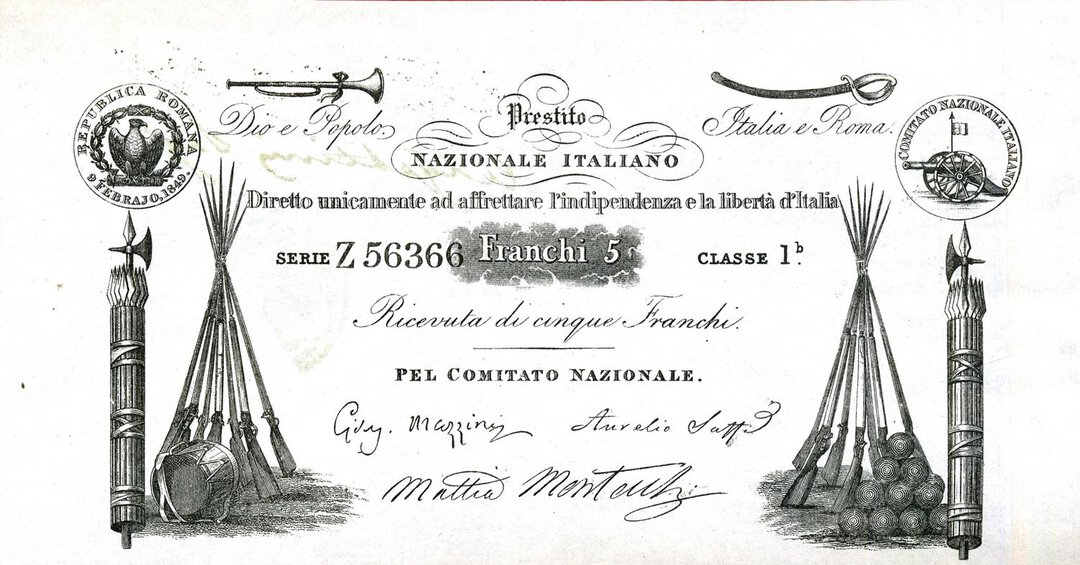 REPUBLICA ROMANA
9 FEBRAJO, 1849.
Dio e Popolo.
Prestito
NAZIONALE ITALIANO
Italia e Roma.
COMITATO NAZIONALE ITALIANO
Diretto unicamente ad affrettare l'indipendenza e la libertà d'Italia
SERIE Z 56366 Franchi 5 CLASSE 1.b
Ricevuta di cinque Franchi.
PEL COMITATO NAZIONALE.
Mazzini Aurelio Saffi
Mattia Montecchi